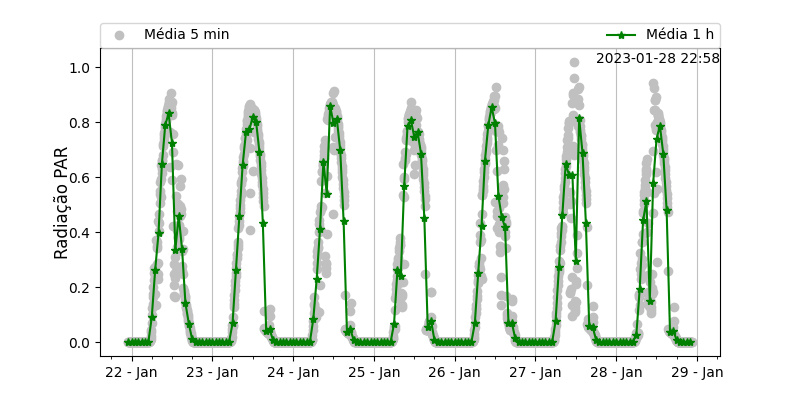 Média 5 min
Média 1 h
2023-01-28 22:58
Radiação PAR
1.0
0.8
0.6
0.4
0.2
0.0
22 - Jan
23 - Jan
24 - Jan
25 - Jan
26 - Jan
27 - Jan
28 - Jan
29 - Jan